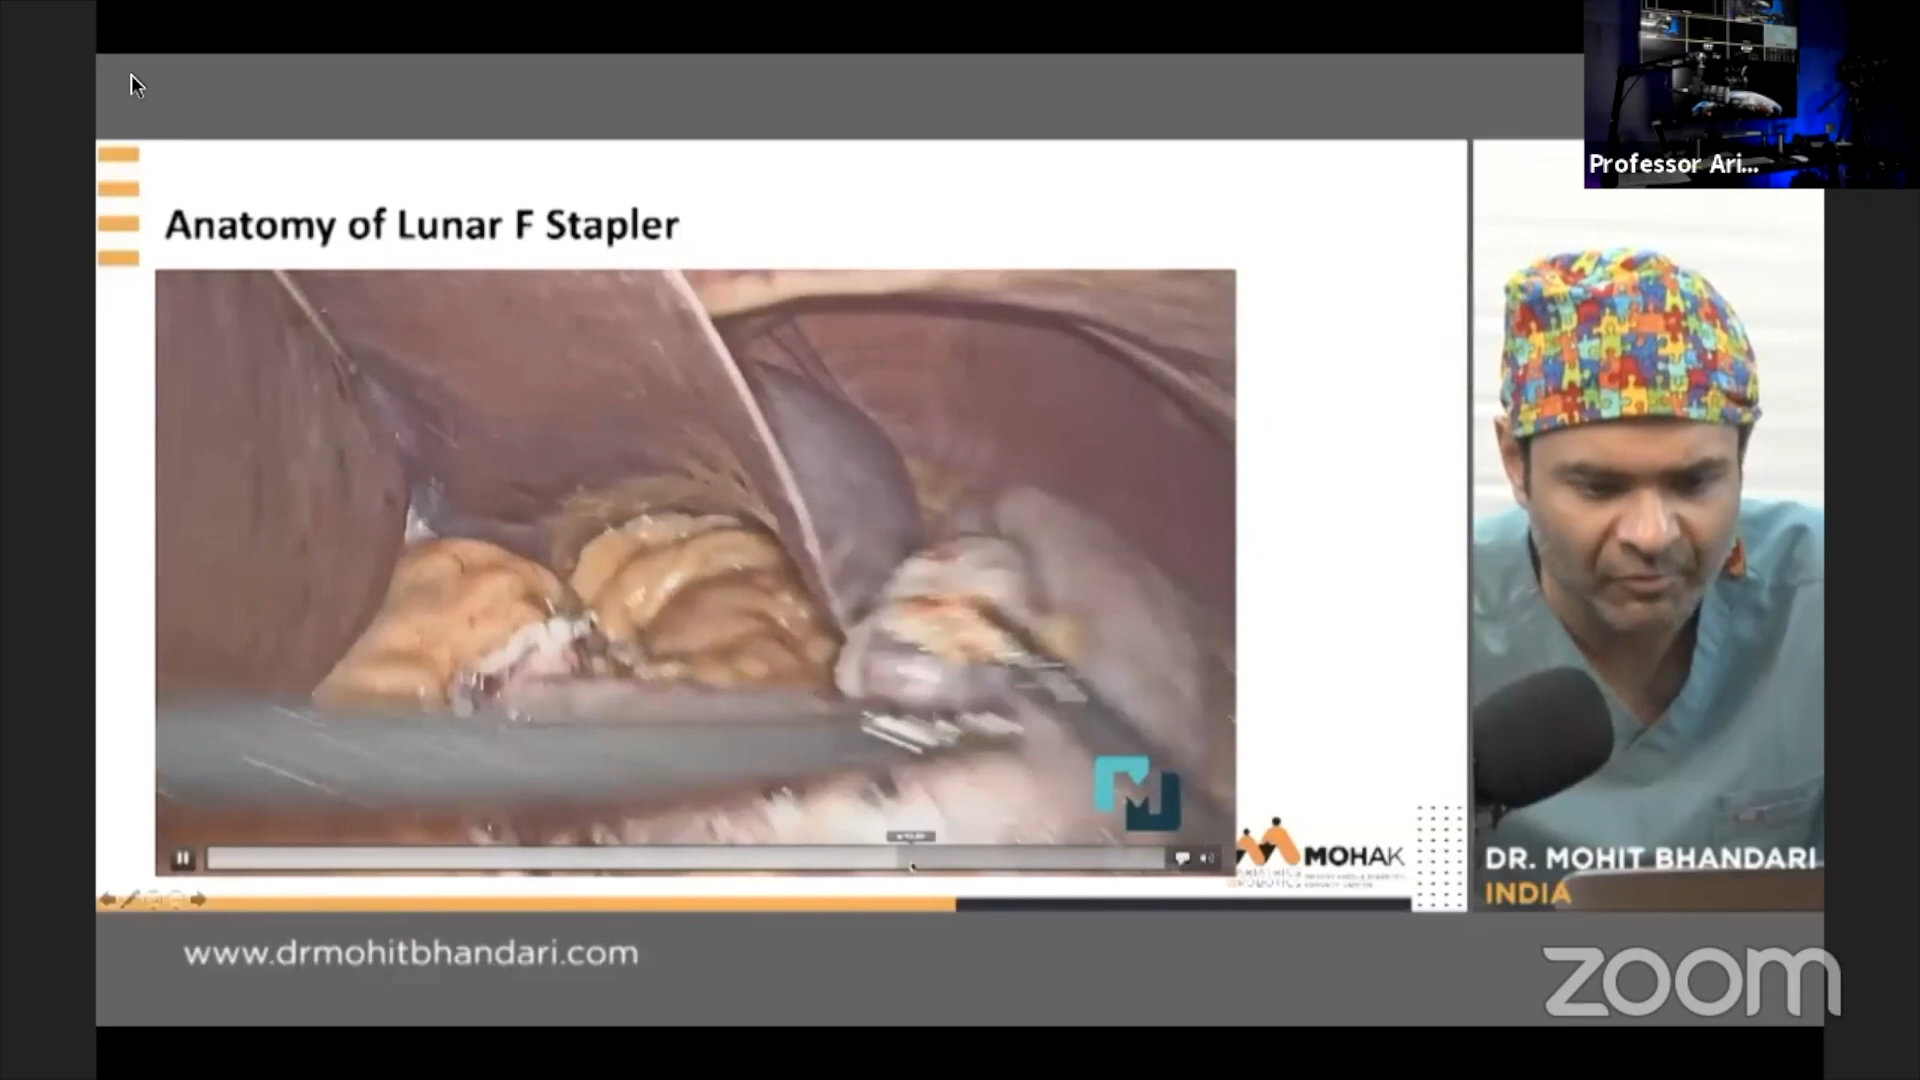 Professor Ari...
Anatomy of Lunar F Stapler
MOHAK
DR. MOHIT BHANDARI
INDIA
www.drmohitbhandari.com
zoom